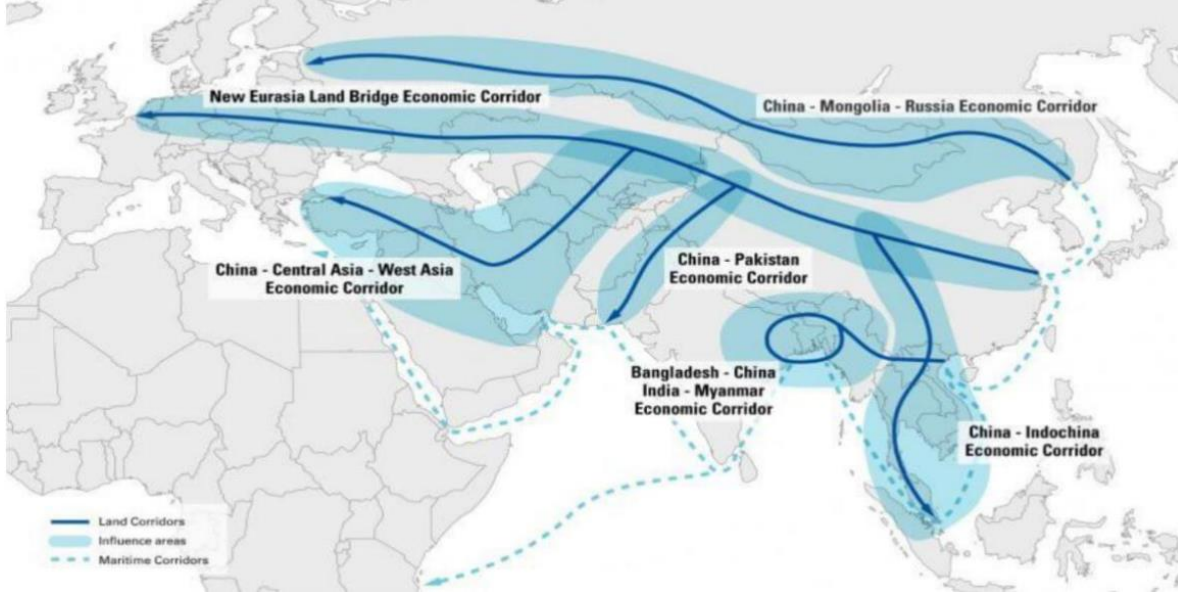 New Eurasia Land Bridge Economic Corridor
China - Mongolia - Russia Economic Corridor
China - Central Asia - West Asia
Economic Corridor
China - Pakistan
Economic Corridor
Bangladesh - China
India - Myanmar
Economic Corridor
China - Indochina
Economic Corridor
Land Corridors
Influence areas
Maritime Corridors